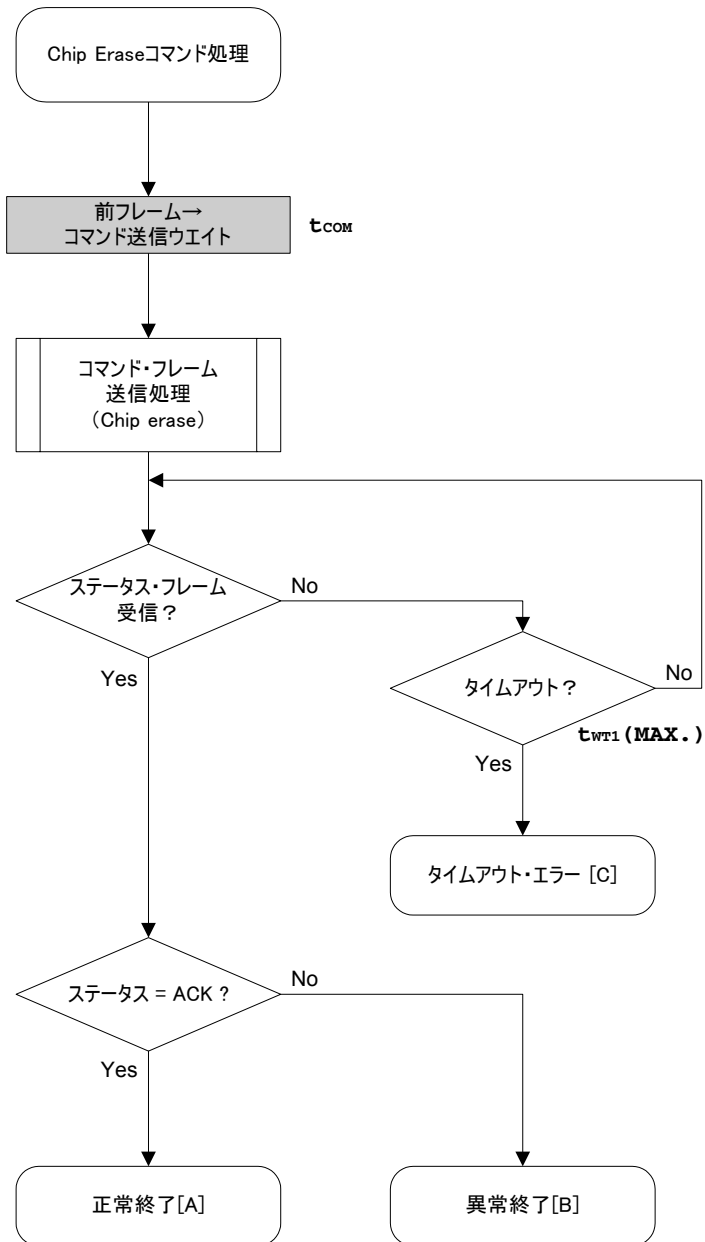 Chip Eraseコマンド処理
前フレーム→
コマンド送信ウエイト
tCOM
コマンド・フレーム
送信処理
（Chip erase）
ステータス・フレーム
受信？
No
Yes
タイムアウト？
No
tWT1(MAX.)
Yes
タイムアウト・エラー [C]
ステータス = ACK ?
No
Yes
正常終了[A]
異常終了[B]